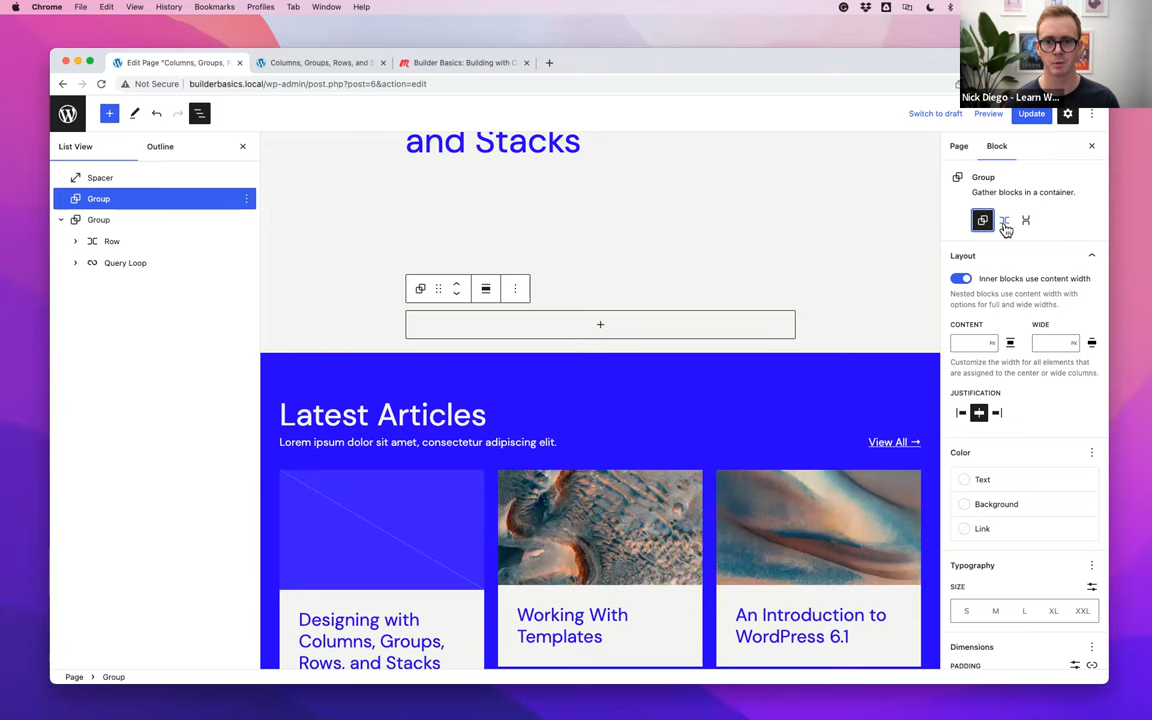 Chrome File Edit View History Bookmarks Profiles Tab Window Help
Edit Page "Columns, Groups, R
Columns, Groups, Rows, and S
Builder Basics: Building with C
Not Secure
builderbasics.local/wp-admin/post.php?post=6&action=edit
Nick Diego - Learn W...
Switch to draft Preview Update
List View Outline
Spacer
Group
Group
Row
Query Loop
and Stacks
Latest Articles
Lorem ipsum dolor sit amet, consectetur adipiscing elit.
View All →
Designing with
Columns, Groups,
Rows, and Stacks
Working With
Templates
An Introduction to
WordPress 6.1
Page Block
Group
Gather blocks in a container.
Layout
Inner blocks use content width
Nested blocks use content width with
options for full and wide widths.
CONTENT WIDE
PX PX
Customize the width for all elements that
are assigned to the center or wide columns.
JUSTIFICATION
Color
Text
Background
Link
Typography
SIZE
S M L XL XXL
Dimensions
PADDING
Page > Group